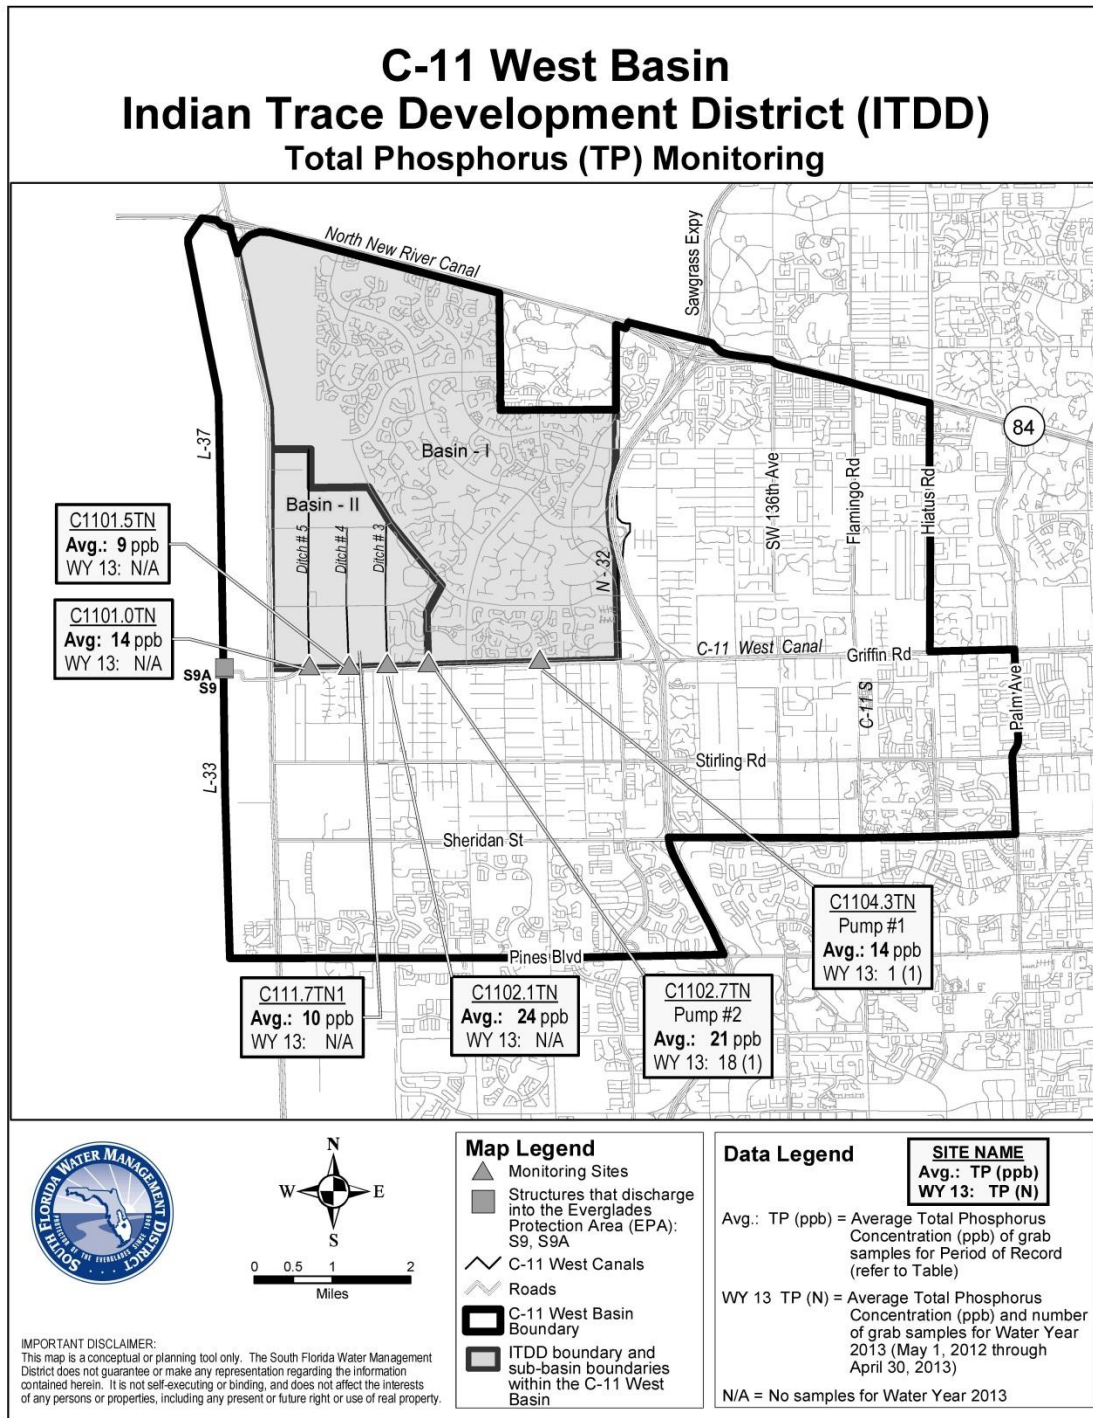 C-11 West Basin
Indian Trace Development District (ITDD)
Total Phosphorus (TP) Monitoring
North New River Canal
Sawgrass Expy
84
L-37
Basin - I
Basin - II
SW 136th Ave
Flamingo Rd
Hiatus Rd
Ditch # 5
Ditch # 4
Ditch # 3
N - 32
C1101.5TN
Avg.: 9 ppb
WY 13: N/A
C1101.0TN
Avg: 14 ppb
WY 13: N/A
S9A
S9
C-11 West Canal
Griffin Rd
C-11 S
Palm Ave
L-33
Stirling Rd
Sheridan St
Pines Blvd
C1104.3TN
Pump #1
Avg.: 14 ppb
WY 13: 1 (1)
C111.7TN1
Avg.: 10 ppb
WY 13: N/A
C1102.1TN
Avg.: 24 ppb
WY 13: N/A
C1102.7TN
Pump #2
Avg.: 21 ppb
WY 13: 18 (1)
SOUTH FLORIDA WATER MANAGEMENT DISTRICT
PROTECTOR OF THE EVERGLADES SINCE 1949
N
W
E
S
0 0.5 1 2
Miles
IMPORTANT DISCLAIMER:
This map is a conceptual or planning tool only. The South Florida Water Management
District does not guarantee or make any representation regarding the information
contained herein. It is not self-executing or binding, and does not affect the interests
of any persons or properties, including any present or future right or use of real property.
Map Legend
Monitoring Sites
Structures that discharge
into the Everglades
Protection Area (EPA):
S9, S9A
C-11 West Canals
Roads
C-11 West Basin
Boundary
ITDD boundary and
sub-basin boundaries
within the C-11 West
Basin
Data Legend
SITE NAME
Avg.: TP (ppb)
WY 13: TP (N)
Avg.: TP (ppb) = Average Total Phosphorus
Concentration (ppb) of grab
samples for Period of Record
(refer to Table)
WY 13 TP (N) = Average Total Phosphorus
Concentration (ppb) and number
of grab samples for Water Year
2013 (May 1, 2012 through
April 30, 2013)
N/A = No samples for Water Year 2013